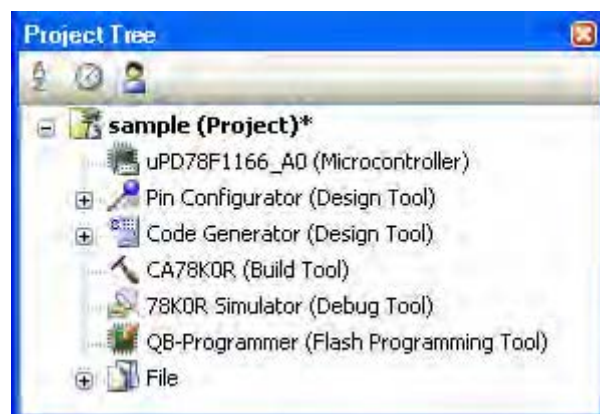 Project Tree
sample (Project)*
uPD78F1166_A0 (Microcontroller)
Pin Configurator (Design Tool)
Code Generator (Design Tool)
CA78K0R (Build Tool)
78K0R Simulator (Debug Tool)
QB-Programmer (Flash Programming Tool)
File